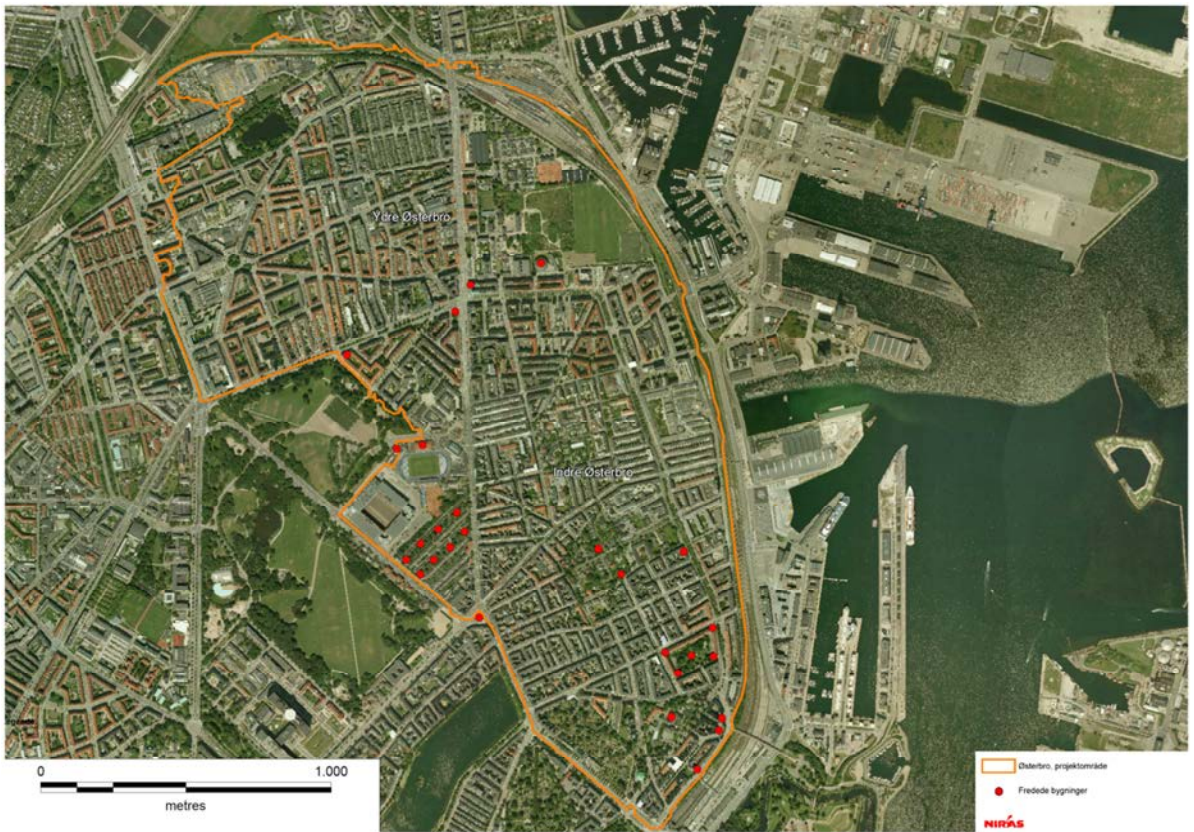 Ydre Østerbro
Indre Østerbro
0 1.000
metres
Østerbro, projektområde
Fredede bygninger
NIRAS